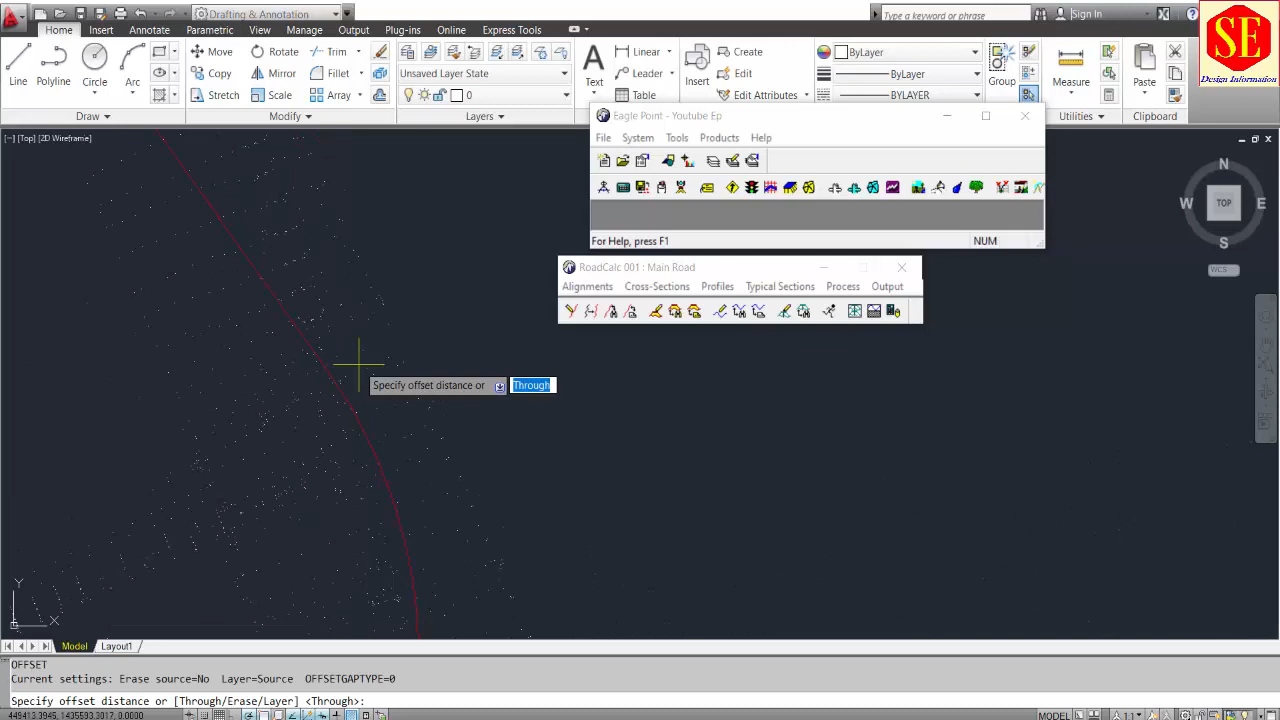 Drafting & Annotation
Type a keyword or phrase
Sign In
Home Insert Annotate Parametric View Manage Output Plug-ins Online Express Tools
Line Polyline Circle Arc
Move Rotate Trim
Copy Mirror Fillet
Stretch Scale Array
Unsaved Layer State
0
Text
Linear
Leader
Table
Insert
Create
Edit
Edit Attributes
ByLayer
ByLayer
BYLAYER
Group
Measure
Paste
Draw Modify Layers Utilities Clipboard
SE
Design Information
[−] [Top] [2D Wireframe]
Eagle Point - Youtube Ep
File System Tools Products Help
For Help, press F1
NUM
RoadCalc 001 : Main Road
Alignments Cross-Sections Profiles Typical Sections Process Output
N
W TOP E
S
WCS
Specify offset distance or Through
Y
X
Model Layout1
OFFSET
Current settings: Erase source=No Layer=Source OFFSETGAPTYPE=0
Specify offset distance or [Through/Erase/Layer] <Through>:
MODEL
1:1